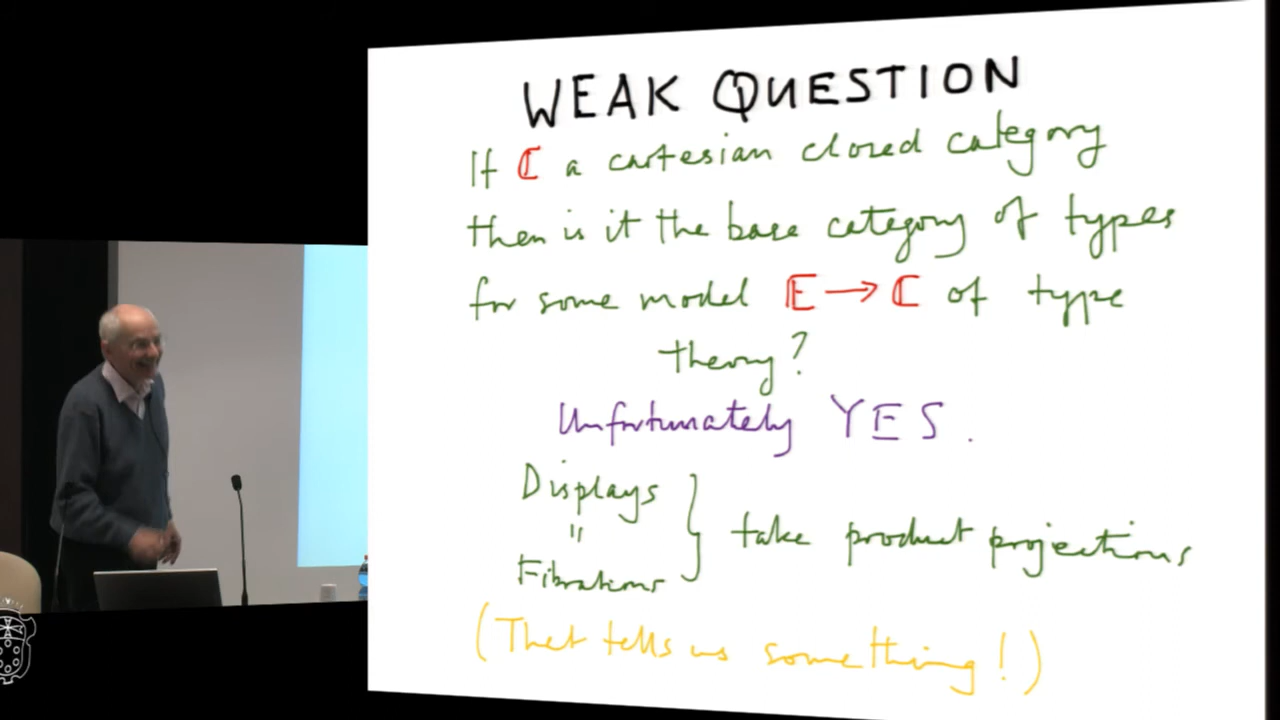 WEAK QUESTION
If ℂ a cartesian closed category
then is it the base category of types
for some model 𝔼 → ℂ of type
theory?
Unfortunately YES.
Displays
"
Fibrations
} take product projections
(That tells us something!)